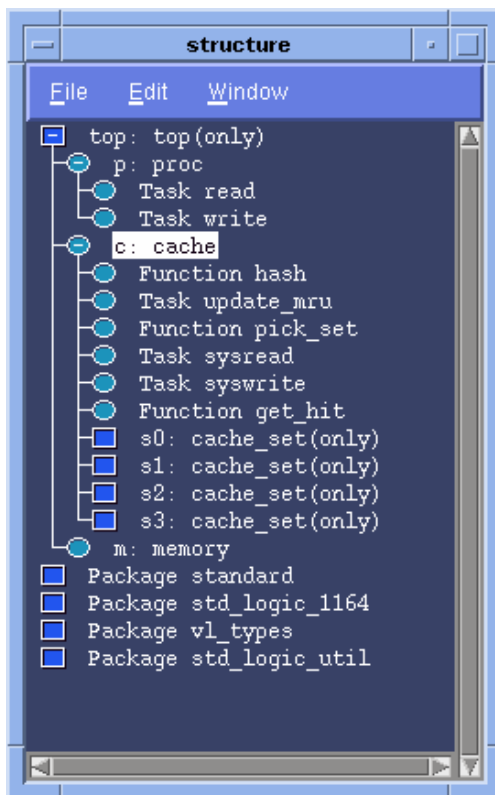 structure
File Edit Window
top: top(only)
p: proc
Task read
Task write
c: cache
Function hash
Task update_mru
Function pick_set
Task sysread
Task syswrite
Function get_hit
s0: cache_set(only)
s1: cache_set(only)
s2: cache_set(only)
s3: cache_set(only)
m: memory
Package standard
Package std_logic_1164
Package vl_types
Package std_logic_util